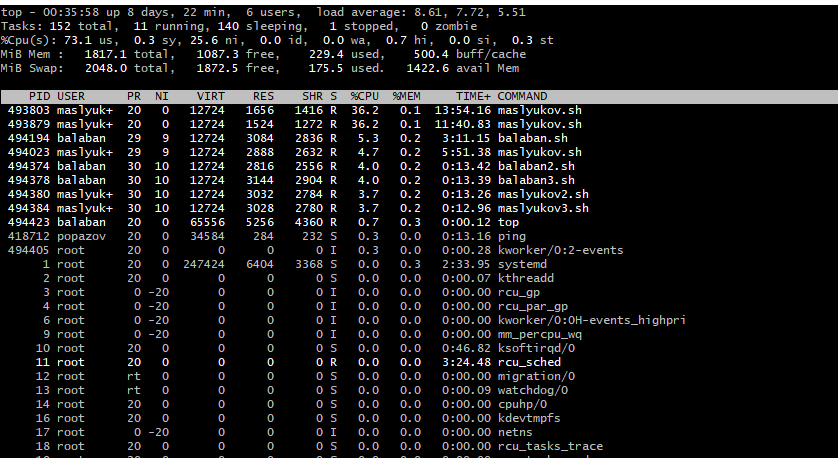 top - 00:35:58 up 8 days, 22 min,  6 users,  load average: 8.61, 7.72, 5.51
Tasks: 152 total,  11 running, 140 sleeping,   1 stopped,   0 zombie
%Cpu(s): 73.1 us,  0.3 sy, 25.6 ni,  0.0 id,  0.0 wa,  0.7 hi,  0.0 si,  0.3 st
MiB Mem :   1817.1 total,   1087.3 free,    229.4 used,    500.4 buff/cache
MiB Swap:   2048.0 total,   1872.5 free,    175.5 used.   1422.6 avail Mem
PID USER      PR  NI    VIRT    RES    SHR S  %CPU  %MEM     TIME+ COMMAND
493803 maslyuk+  20   0   12724   1656   1416 R  36.2   0.1  13:54.16 maslyukov.sh
493879 maslyuk+  20   0   12724   1524   1272 R  36.2   0.1  11:40.83 maslyukov.sh
494194 balaban   29   9   12724   3084   2836 R   5.3   0.2   3:11.15 balaban.sh
494023 maslyuk+  29   9   12724   2888   2632 R   4.7   0.2   5:51.38 maslyukov.sh
494374 balaban   30  10   12724   2816   2556 R   4.0   0.2   0:13.42 balaban2.sh
494378 balaban   30  10   12724   3144   2904 R   4.0   0.2   0:13.39 balaban3.sh
494380 maslyuk+  30  10   12724   3032   2784 R   3.7   0.2   0:13.26 maslyukov2.sh
494384 maslyuk+  30  10   12724   3028   2780 R   3.7   0.2   0:12.96 maslyukov3.sh
494423 balaban   20   0   65556   5256   4360 R   0.7   0.3   0:00.12 top
418712 popazov   20   0   34584    284    232 S   0.3   0.0   0:13.16 ping
494405 root      20   0       0      0      0 I   0.3   0.0   0:00.28 kworker/0:2-events
1 root      20   0  247424   6404   3368 S   0.0   0.3   2:33.95 systemd
2 root      20   0       0      0      0 S   0.0   0.0   0:00.07 kthreadd
3 root       0 -20       0      0      0 I   0.0   0.0   0:00.00 rcu_gp
4 root       0 -20       0      0      0 I   0.0   0.0   0:00.00 rcu_par_gp
6 root       0 -20       0      0      0 I   0.0   0.0   0:00.00 kworker/0:0H-events_highpri
9 root       0 -20       0      0      0 I   0.0   0.0   0:00.00 mm_percpu_wq
10 root      20   0       0      0      0 S   0.0   0.0   0:46.82 ksoftirqd/0
11 root      20   0       0      0      0 R   0.0   0.0   3:24.48 rcu_sched
12 root      rt   0       0      0      0 S   0.0   0.0   0:00.00 migration/0
13 root      rt   0       0      0      0 S   0.0   0.0   0:00.09 watchdog/0
14 root      20   0       0      0      0 S   0.0   0.0   0:00.00 cpuhp/0
16 root      20   0       0      0      0 S   0.0   0.0   0:00.00 kdevtmpfs
17 root       0 -20       0      0      0 I   0.0   0.0   0:00.00 netns
18 root      20   0       0      0      0 S   0.0   0.0   0:00.00 rcu_tasks_trace